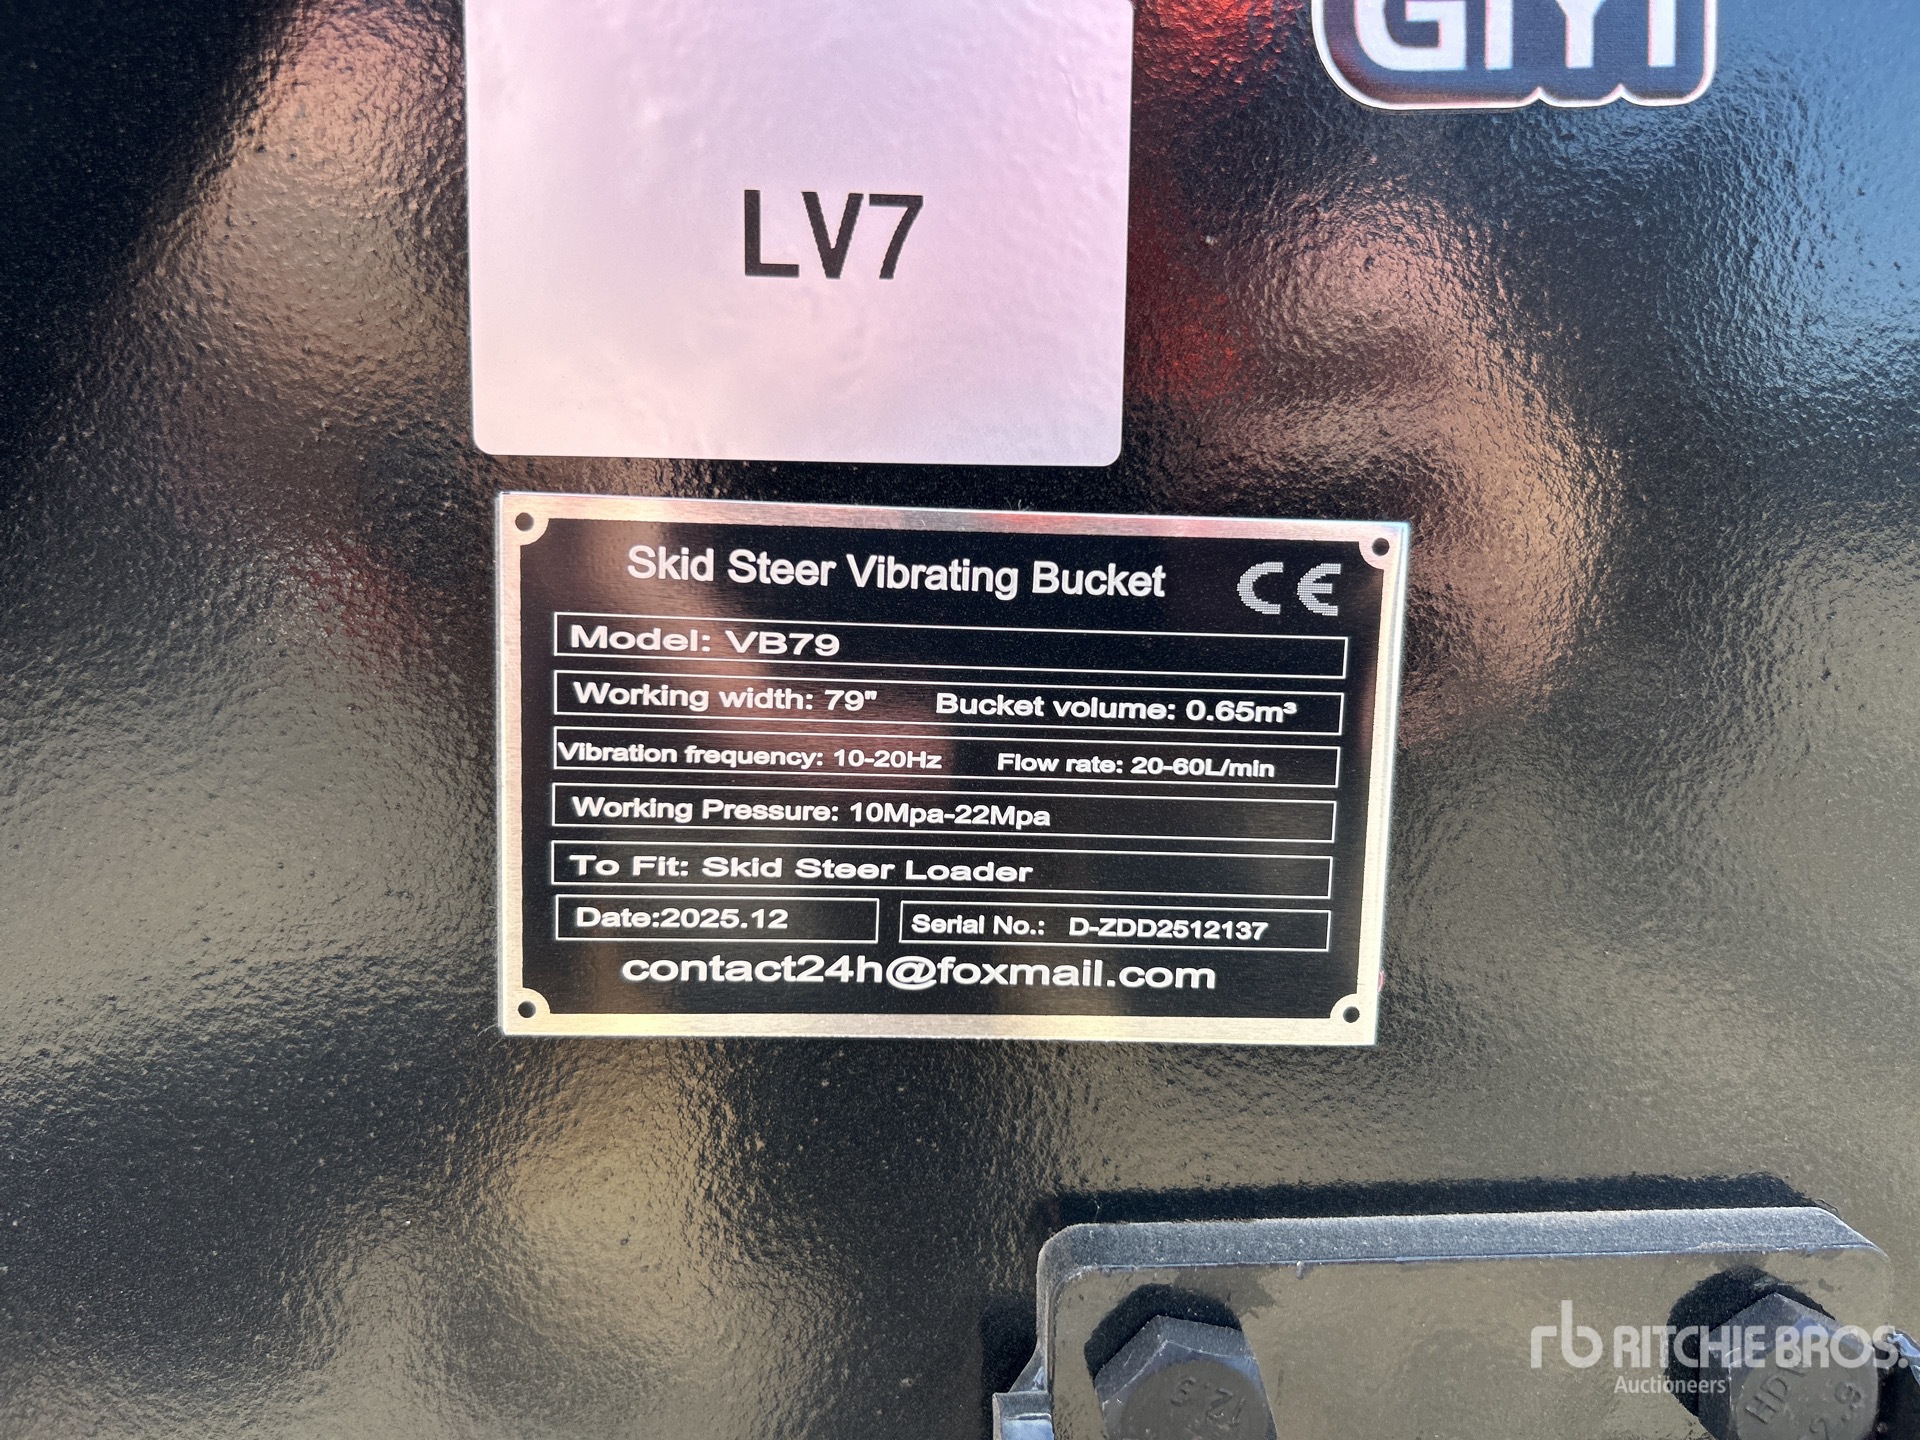 GIYI
LV7
Skid Steer Vibrating Bucket CE
Model: VB79
Working width: 79" Bucket volume: 0.65m³
Vibration frequency: 10-20Hz Flow rate: 20-60L/min
Working Pressure: 10Mpa-22Mpa
To Fit: Skid Steer Loader
Date:2025.12 Serial No.: D-ZDD2512137
contact24h@foxmail.com
rb RITCHIE BROS.
Auctioneers